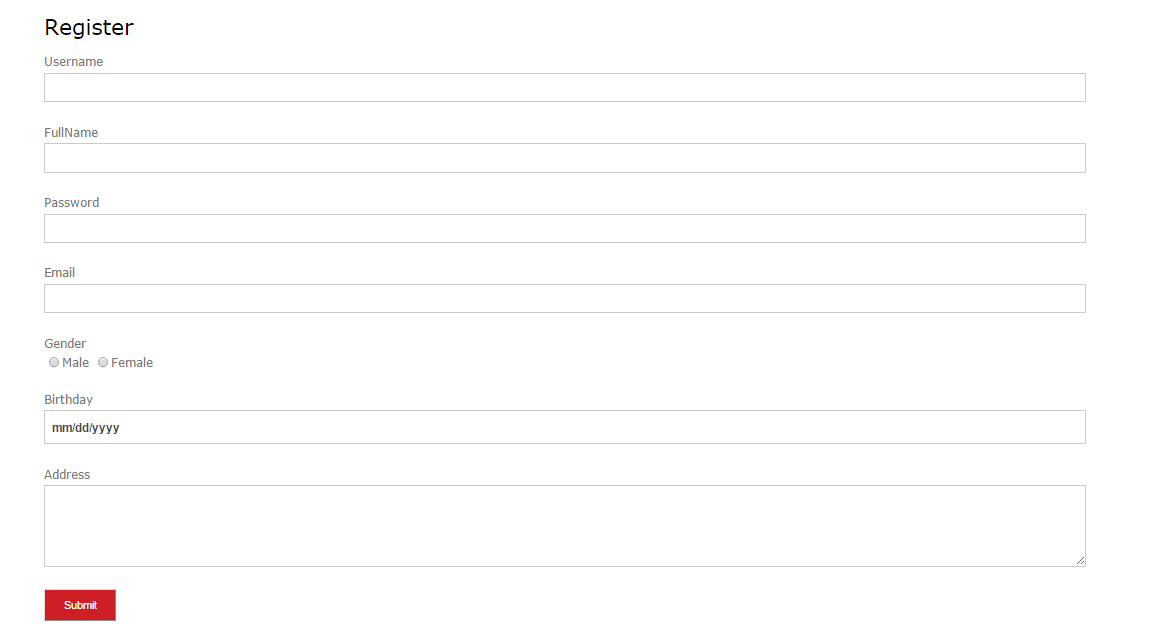 Register
Username
FullName
Password
Email
Gender
Male Female
Birthday
mm/dd/yyyy
Address
Submit